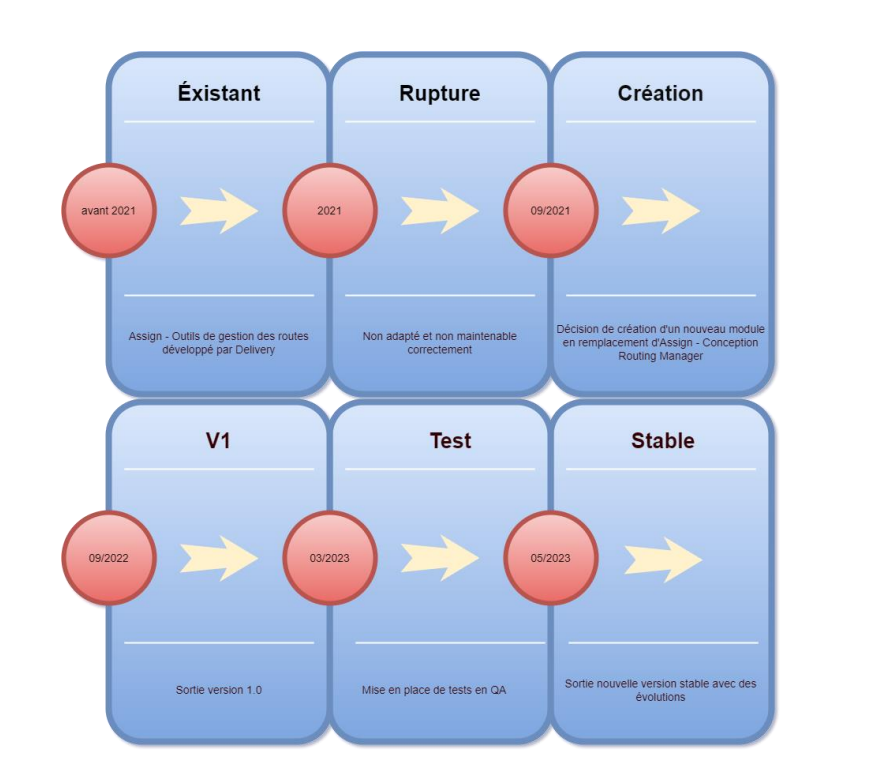 Éxistant
Rupture
Création
avant 2021
2021
09/2021
Assign - Outils de gestion des routes
développé par Delivery
Non adapté et non maintenable
correctement
Décision de création d'un nouveau module
en remplacement d'Assign - Conception
Routing Manager
V1
Test
Stable
09/2022
03/2023
05/2023
Sortie version 1.0
Mise en place de tests en QA
Sortie nouvelle version stable avec des
évolutions